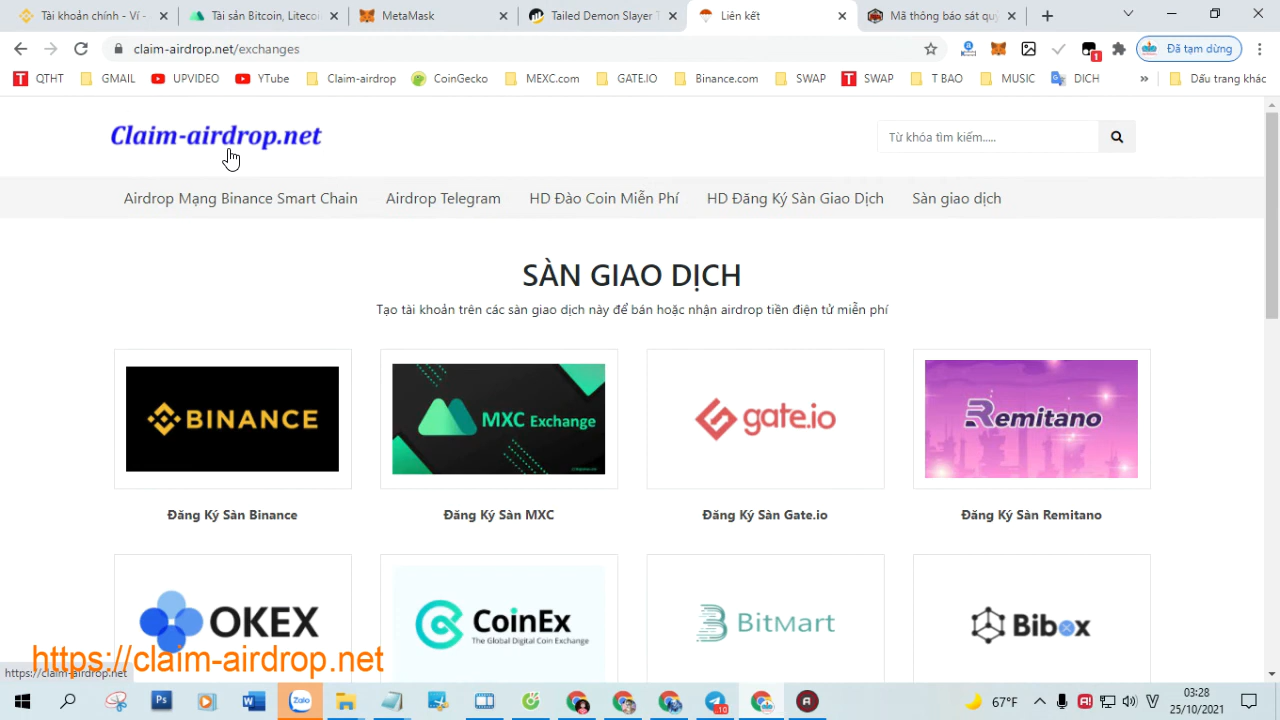 Tài khoản chính - Ví
Tài sản Bitcoin, Liteco
MetaMask
Tailed Demon Slayer T
Liên kết
Mã thông báo sát quỷ
claim-airdrop.net/exchanges
1
Đã tạm dừng
QTHT
GMAIL
UPVIDEO
YTube
Claim-airdrop
CoinGecko
MEXC.com
GATE.IO
Binance.com
SWAP
SWAP
T BAO
MUSIC
DICH
»
Dấu trang khác
Claim-airdrop.net
Từ khóa tìm kiếm.....
Airdrop Mạng Binance Smart Chain
Airdrop Telegram
HD Đào Coin Miễn Phí
HD Đăng Ký Sàn Giao Dịch
Sàn giao dịch
SÀN GIAO DỊCH
Tạo tài khoản trên các sàn giao dịch này để bán hoặc nhận airdrop tiền điện tử miễn phí
BINANCE
MXC Exchange
gate.io
Remitano
Đăng Ký Sàn Binance
Đăng Ký Sàn MXC
Đăng Ký Sàn Gate.io
Đăng Ký Sàn Remitano
OKEX
CoinEx
The Global Digital Coin Exchange
BitMart
Bibox
https://claim-airdrop.net
https://claim-airdrop.net
Ps
W
Zalo
10
A
67°F
V
03:28
25/10/2021